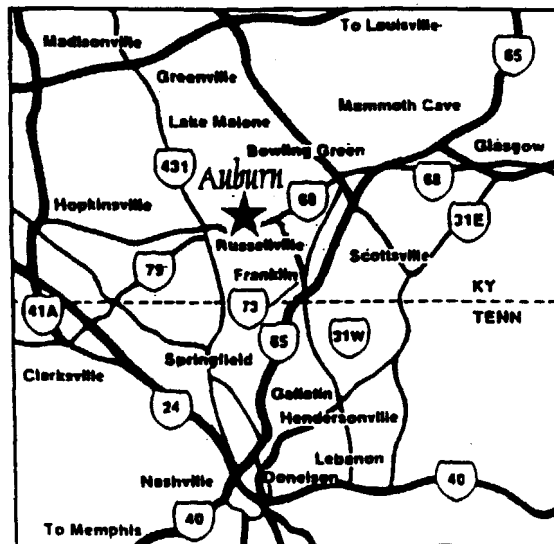 To Louisville
Madisonville
65
Greenville
Mammoth Cave
Lake Malone
Glasgow
Bowling Green
431
Auburn
68
68
Hopkinsville
31E
Russellville
Scottsville
79
Franklin
KY
41A
73
TENN
65
31W
Springfield
Clarksville
Gallatin
24
Hendersonville
Lebanon
Nashville
Donelson
40
40
To Memphis